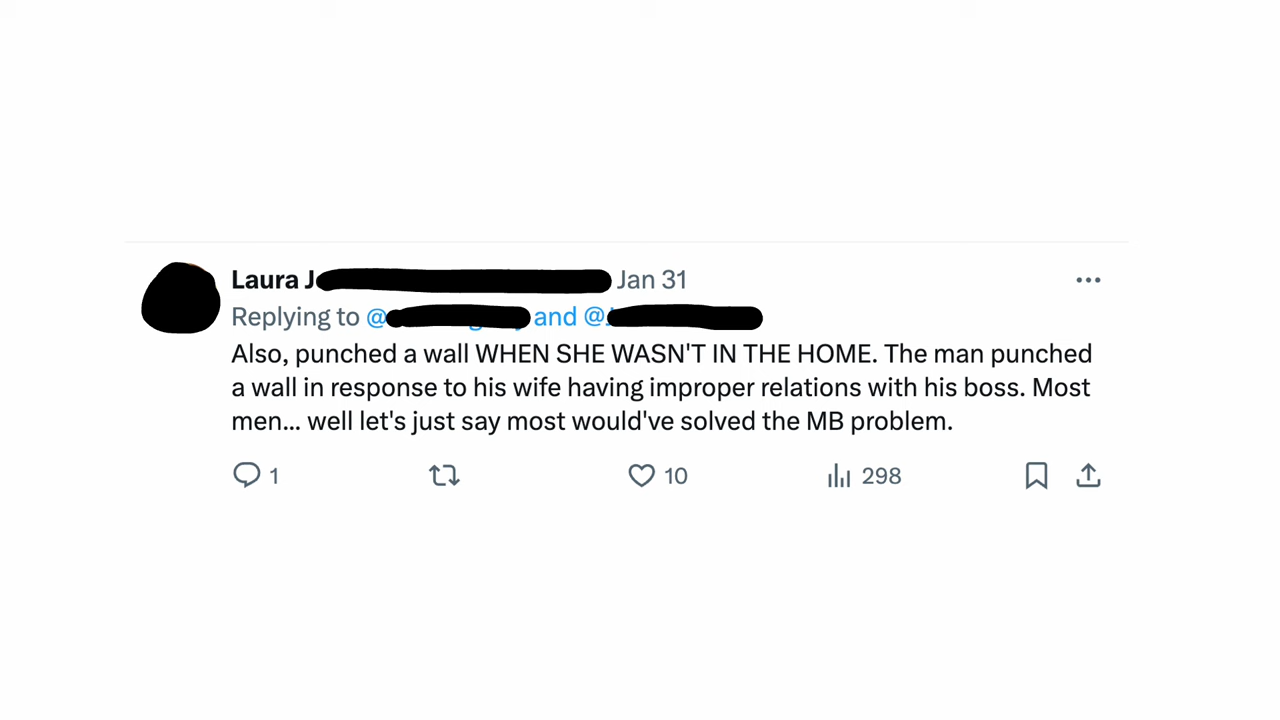 Laura J Jan 31
Replying to @ and @
Also, punched a wall WHEN SHE WASN'T IN THE HOME. The man punched
a wall in response to his wife having improper relations with his boss. Most
men... well let's just say most would've solved the MB problem.
1 10 298